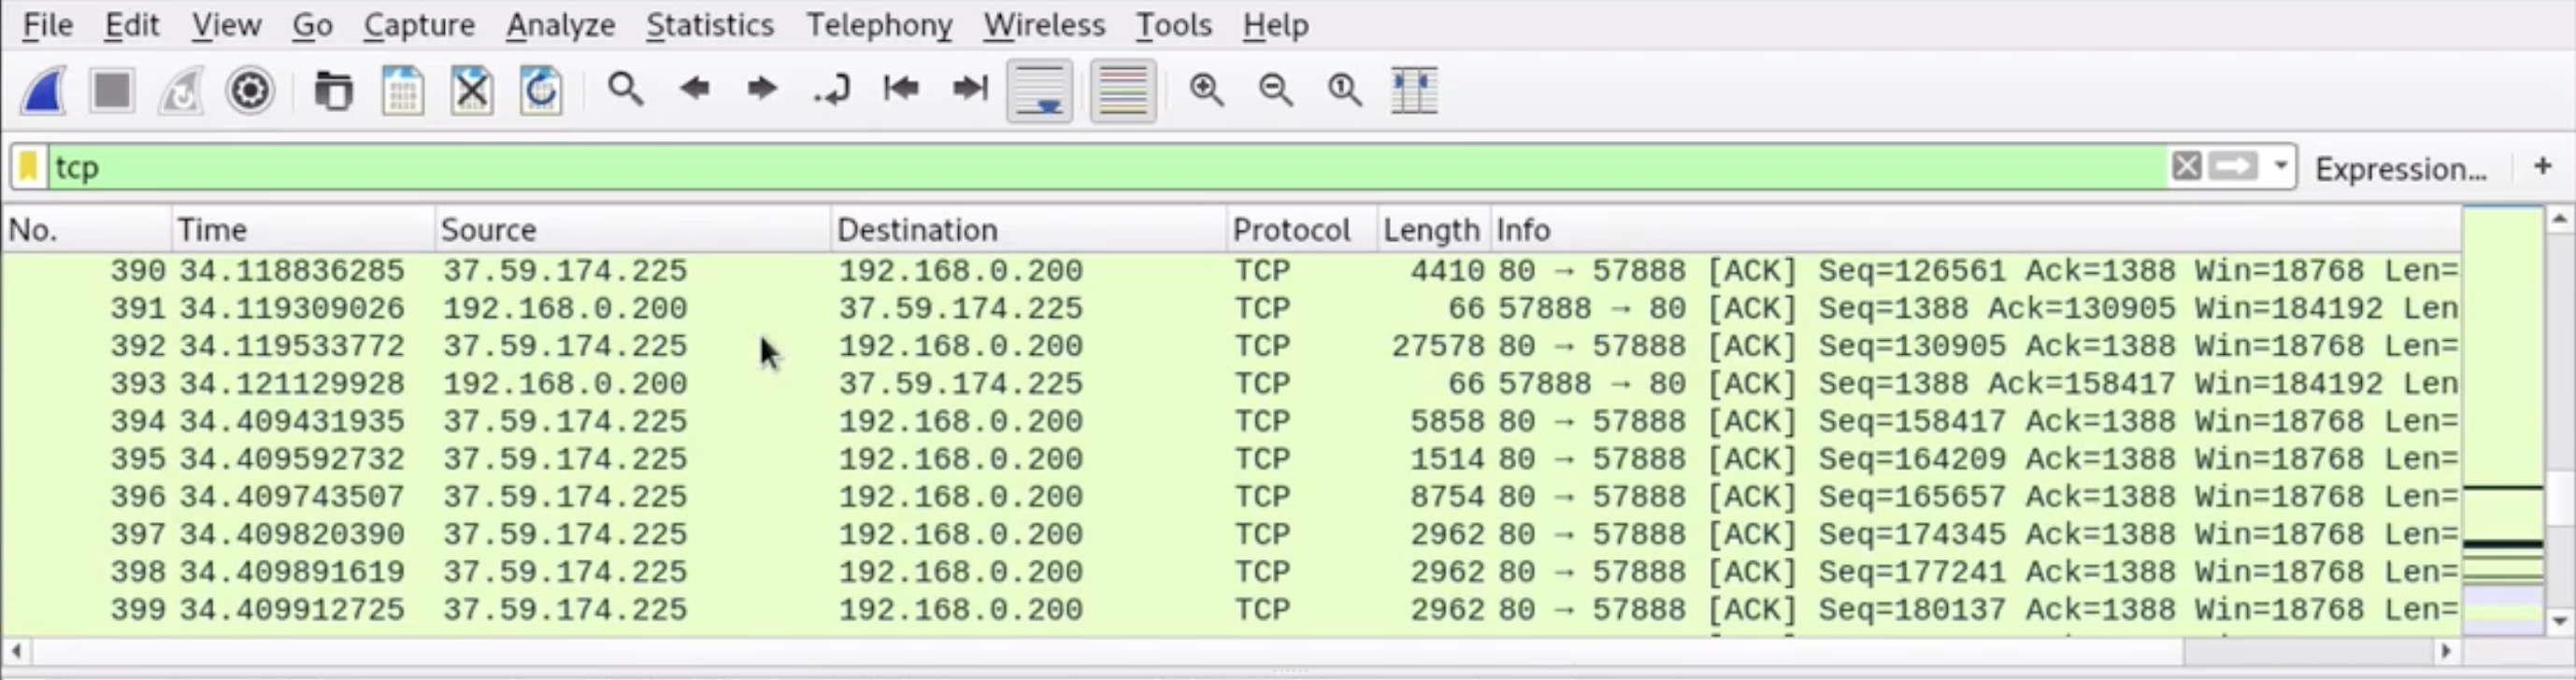 File Edit View Go Capture Analyze Statistics Telephony Wireless Tools Help
tcp Expression... +
No. Time Source Destination Protocol Length Info
390 34.118836285 37.59.174.225 192.168.0.200 TCP 4410 80 → 57888 [ACK] Seq=126561 Ack=1388 Win=18768 Len=
391 34.119309026 192.168.0.200 37.59.174.225 TCP 66 57888 → 80 [ACK] Seq=1388 Ack=130905 Win=184192 Len
392 34.119533772 37.59.174.225 192.168.0.200 TCP 27578 80 → 57888 [ACK] Seq=130905 Ack=1388 Win=18768 Len=
393 34.121129928 192.168.0.200 37.59.174.225 TCP 66 57888 → 80 [ACK] Seq=1388 Ack=158417 Win=184192 Len
394 34.409431935 37.59.174.225 192.168.0.200 TCP 5858 80 → 57888 [ACK] Seq=158417 Ack=1388 Win=18768 Len=
395 34.409592732 37.59.174.225 192.168.0.200 TCP 1514 80 → 57888 [ACK] Seq=164209 Ack=1388 Win=18768 Len=
396 34.409743507 37.59.174.225 192.168.0.200 TCP 8754 80 → 57888 [ACK] Seq=165657 Ack=1388 Win=18768 Len=
397 34.409820390 37.59.174.225 192.168.0.200 TCP 2962 80 → 57888 [ACK] Seq=174345 Ack=1388 Win=18768 Len=
398 34.409891619 37.59.174.225 192.168.0.200 TCP 2962 80 → 57888 [ACK] Seq=177241 Ack=1388 Win=18768 Len=
399 34.409912725 37.59.174.225 192.168.0.200 TCP 2962 80 → 57888 [ACK] Seq=180137 Ack=1388 Win=18768 Len=